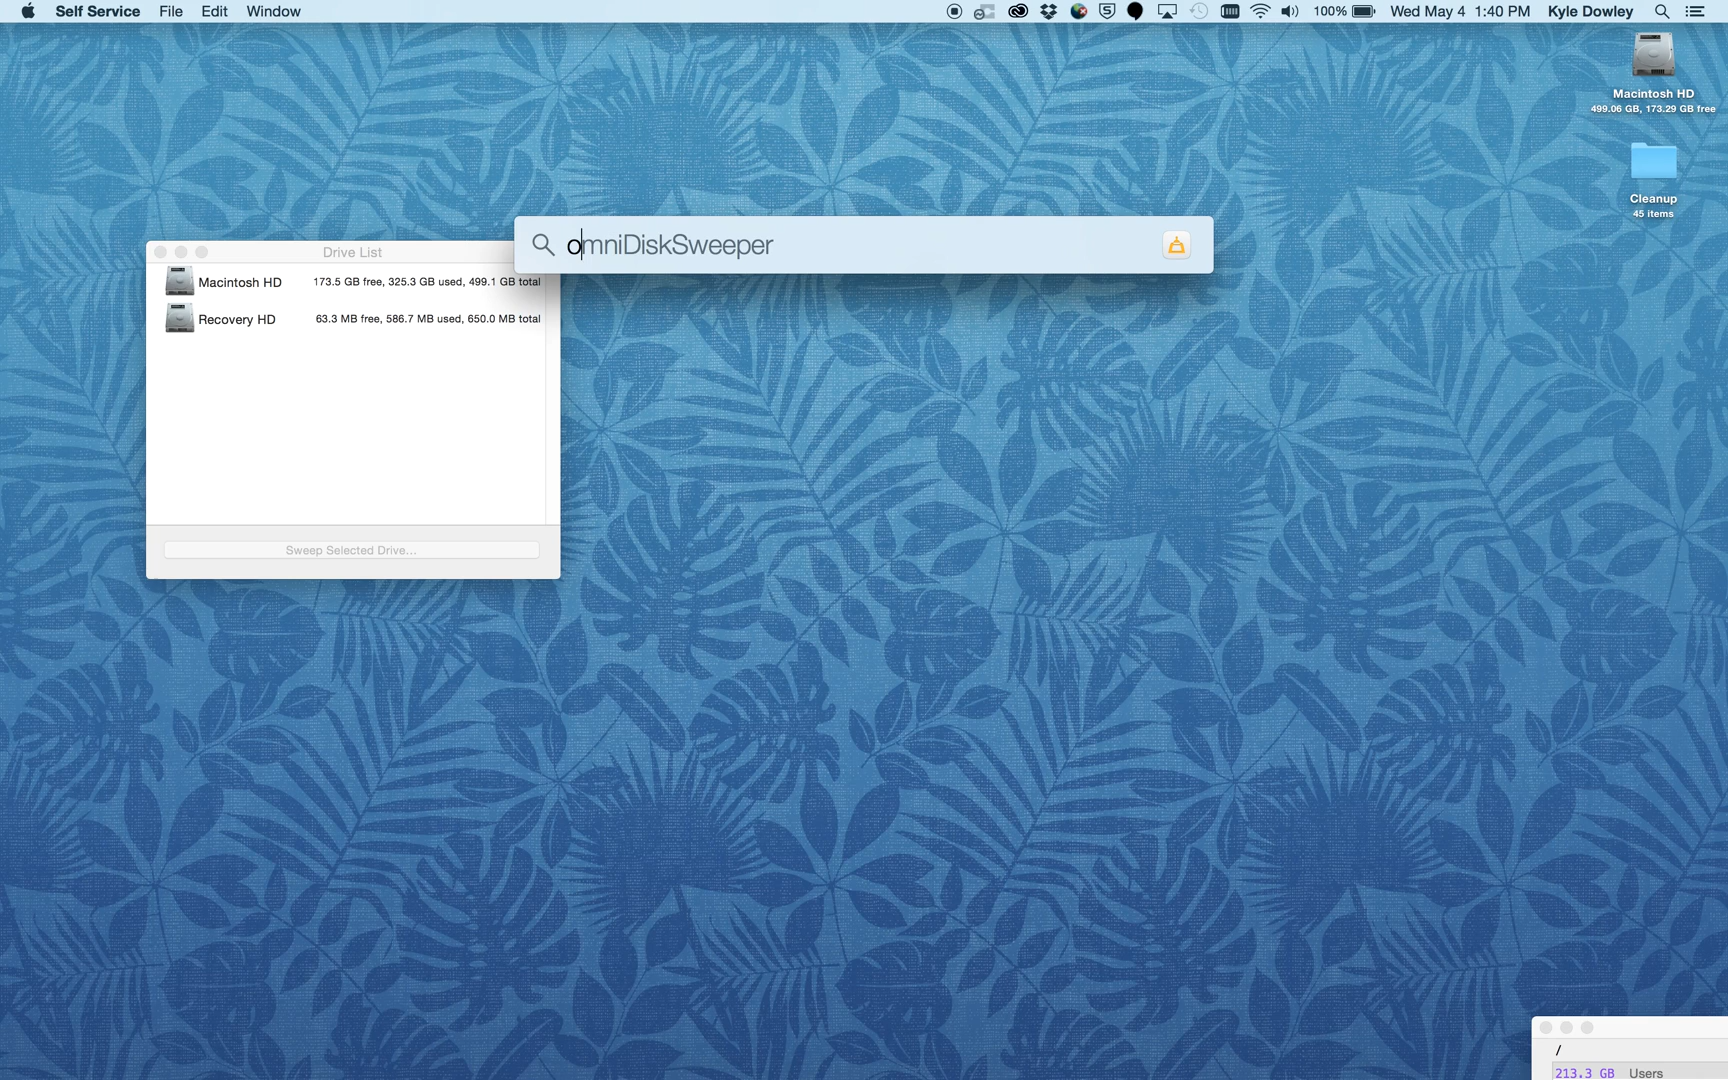 Self Service File Edit Window 100% Wed May 4 1:40 PM Kyle Dowley
Macintosh HD
499.06 GB, 173.29 GB free
Cleanup
45 items
omniDiskSweeper
Drive List
Macintosh HD 173.5 GB free, 325.3 GB used, 499.1 GB total
Recovery HD 63.3 MB free, 586.7 MB used, 650.0 MB total
Sweep Selected Drive...
/
213.3 GB Users